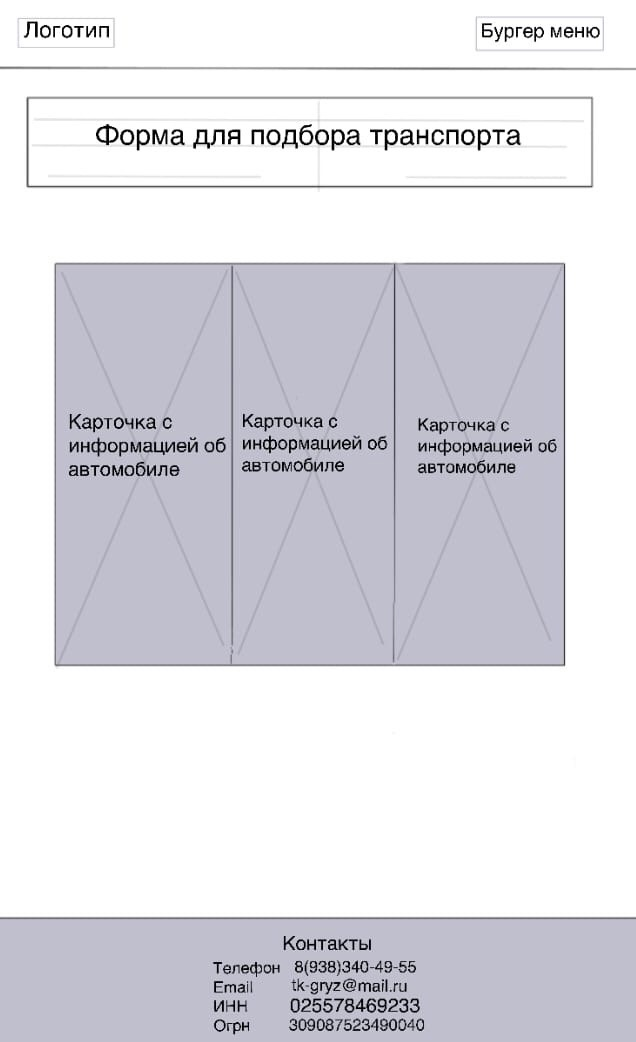 Логотип
Бургер меню
Форма для подбора транспорта
Карточка с
информацией об
автомобиле
Карточка с
информацией об
автомобиле
Карточка с
информацией об
автомобиле
Контакты
Телефон 8(938)340-49-55
Email tk-gryz@mail.ru
ИНН 025578469233
Огрн 309087523490040